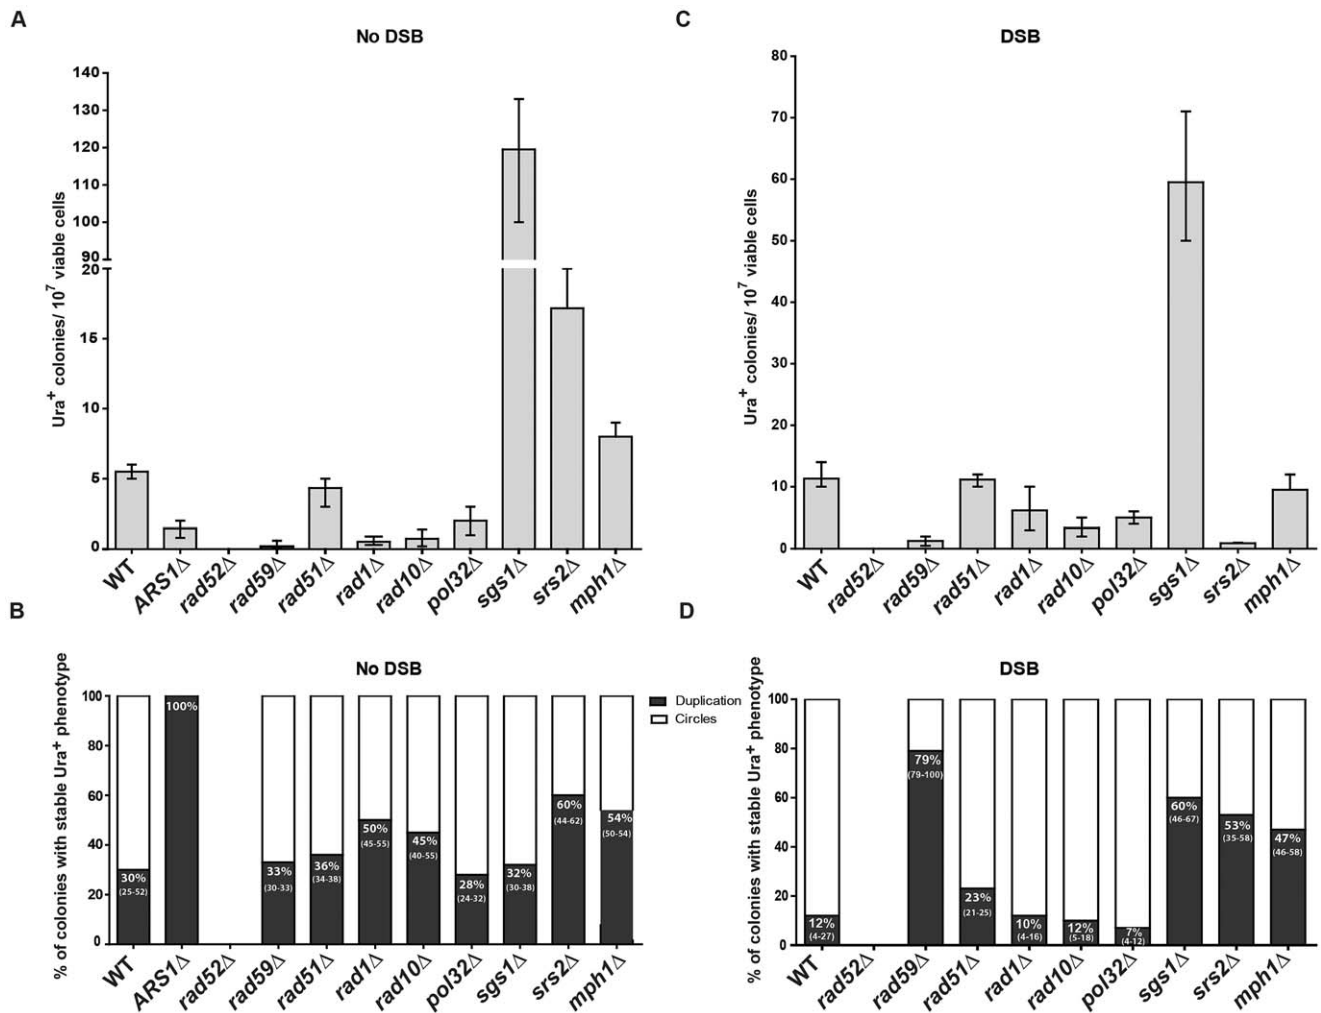 A
No DSB
Ura+ colonies/ 10^7 viable cells
140
130
120
110
100
90
20
15
10
5
0
WT
ARS1Δ
rad52Δ
rad59Δ
rad51Δ
rad1Δ
rad10Δ
pol32Δ
sgs1Δ
srs2Δ
mph1Δ
C
DSB
Ura+ colonies/ 10^7 viable cells
80
70
60
50
40
30
20
10
0
WT
rad52Δ
rad59Δ
rad51Δ
rad1Δ
rad10Δ
pol32Δ
sgs1Δ
srs2Δ
mph1Δ
B
No DSB
% of colonies with stable Ura+ phenotype
100
80
60
40
20
0
30%
(25-52)
100%
33%
(30-33)
36%
(34-38)
50%
(45-55)
45%
(40-55)
28%
(24-32)
32%
(30-38)
60%
(44-62)
54%
(50-54)
WT
ARS1Δ
rad52Δ
rad59Δ
rad51Δ
rad1Δ
rad10Δ
pol32Δ
sgs1Δ
srs2Δ
mph1Δ
Duplication
Circles
D
DSB
% of colonies with stable Ura+ phenotype
100
80
60
40
20
0
12%
(4-27)
79%
(79-100)
23%
(21-25)
10%
(4-16)
12%
(5-18)
7%
(4-12)
60%
(46-67)
53%
(35-58)
47%
(46-58)
WT
rad52Δ
rad59Δ
rad51Δ
rad1Δ
rad10Δ
pol32Δ
sgs1Δ
srs2Δ
mph1Δ